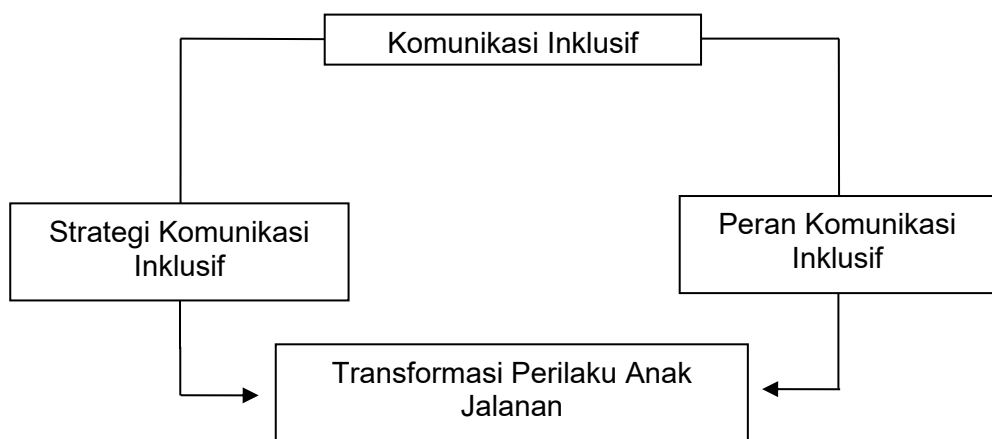 Komunikasi Inklusif
Strategi Komunikasi
Inklusif
Peran Komunikasi
Inklusif
Transformasi Perilaku Anak
Jalanan